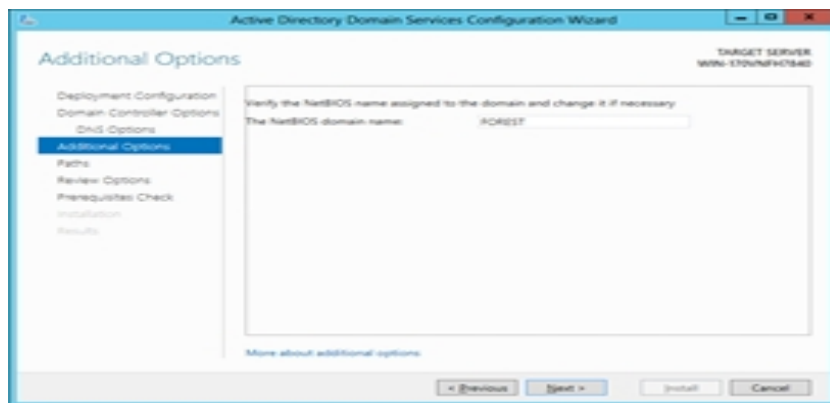 Active Directory Domain Services Configuration Wizard
Additional Options
TARGET SERVER
Deployment Configuration
Domain Controller Options
DNS Options
Additional Options
Paths
Review Options
Prerequisites Check
Installation
Results
Verify the NetBIOS name assigned to the domain and change it if necessary
The NetBIOS domain name:
FOREST
More about additional options
< Previous
Next >
Install
Cancel